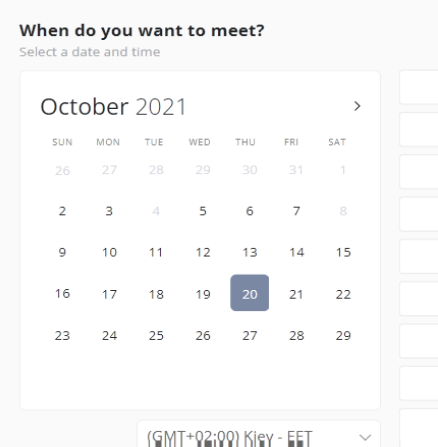 When do you want to meet?
Select a date and time
October 2021
SUN MON TUE WED THU FRI SAT
26 27 28 29 30 31 1
2 3 4 5 6 7 8
9 10 11 12 13 14 15
16 17 18 19 20 21 22
23 24 25 26 27 28 29
(GMT+02:00) Kiev - EET